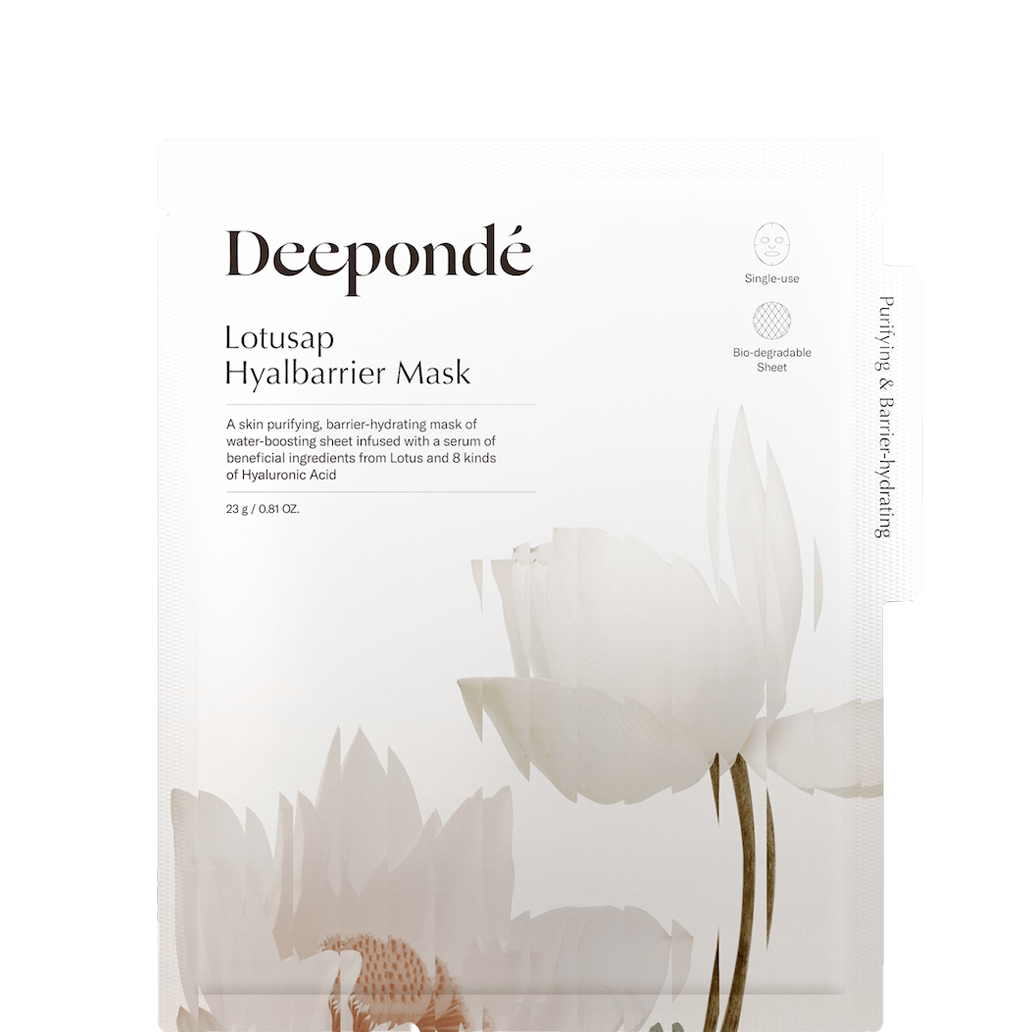 Deepondé
Lotusap
Hyalbarrier Mask
A skin purifying, barrier-hydrating mask of
water-boosting sheet infused with a serum of
beneficial ingredients from Lotus and 8 kinds
of Hyaluronic Acid
23 g / 0.81 OZ.
Single-use
Bio-degradable
Sheet
Purifying & Barrier-hydrating